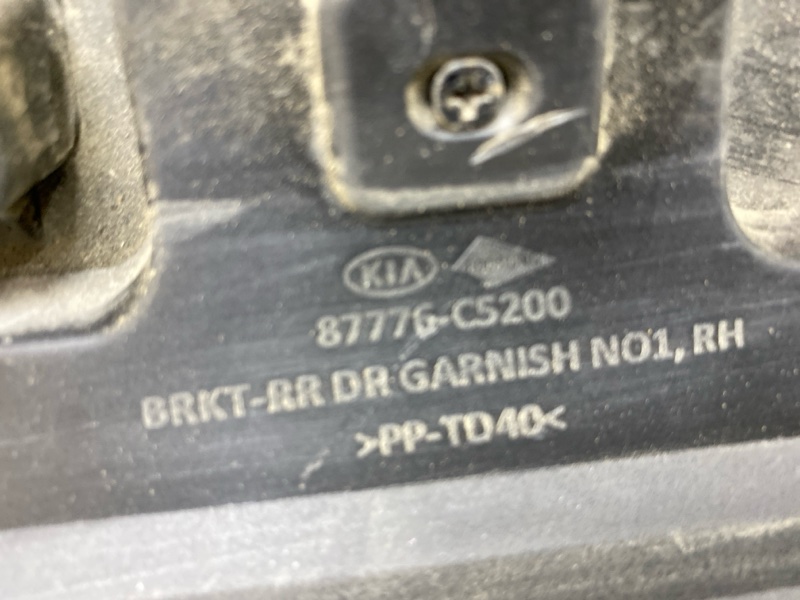 KIA
87776-C5200
BRKT-RR DR GARNISH NO1, RH
>PP-TD40<